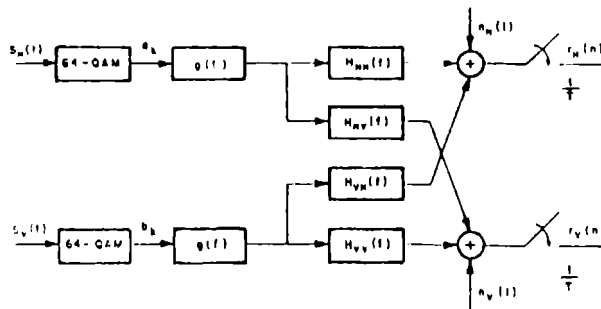 n_H(t)
S_H(t)
64-QAM
a_k
g(f)
H_HH(f)
r_H(n)
1/T
H_HV(f)
H_VH(f)
S_V(t)
64-QAM
b_k
g(f)
H_VV(f)
r_V(n
1/T
n_V(t)